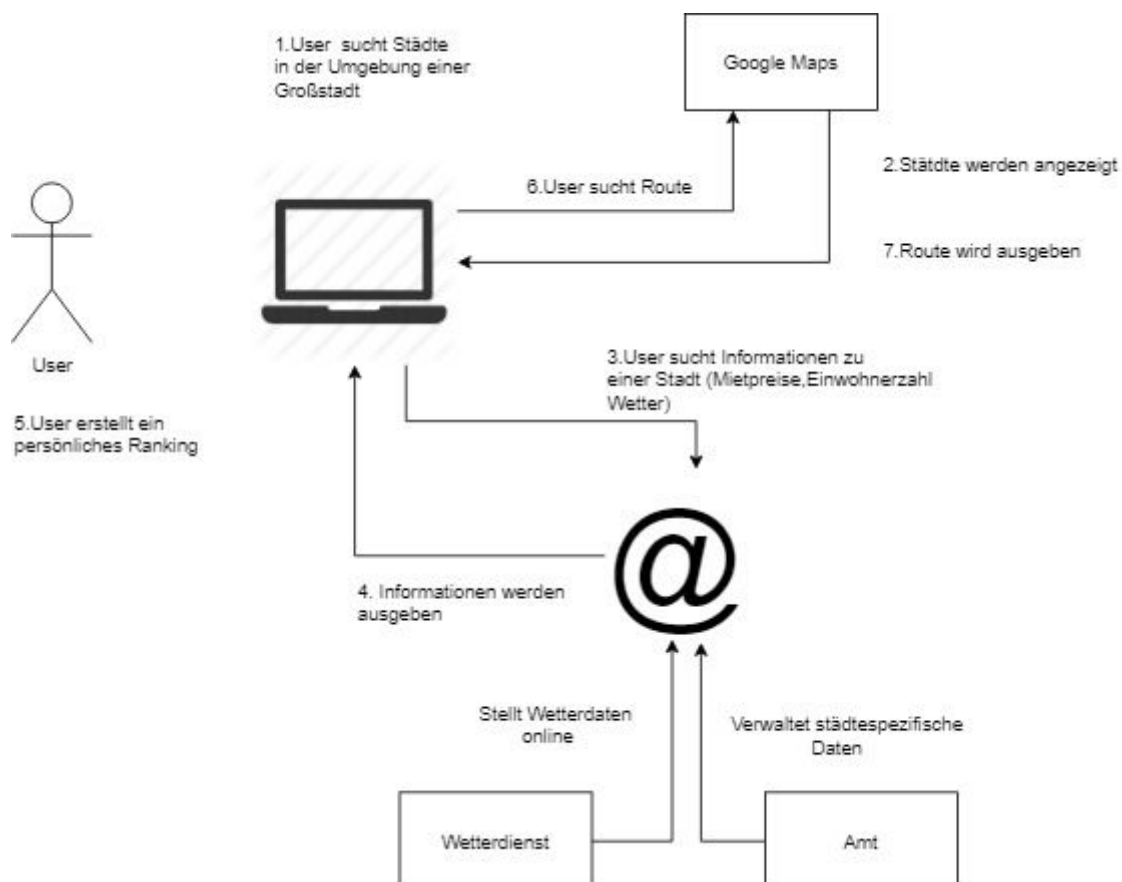 1.User sucht Städte
in der Umgebung einer
Großstadt
Google Maps
2.Stätdte werden angezeigt
6.User sucht Route
7.Route wird ausgeben
User
3.User sucht Informationen zu
einer Stadt (Mietpreise,Einwohnerzahl
Wetter)
5.User erstellt ein
persönliches Ranking
@
4. Informationen werden
ausgeben
Stellt Wetterdaten
online
Verwaltet städtespezifische
Daten
Wetterdienst
Amt